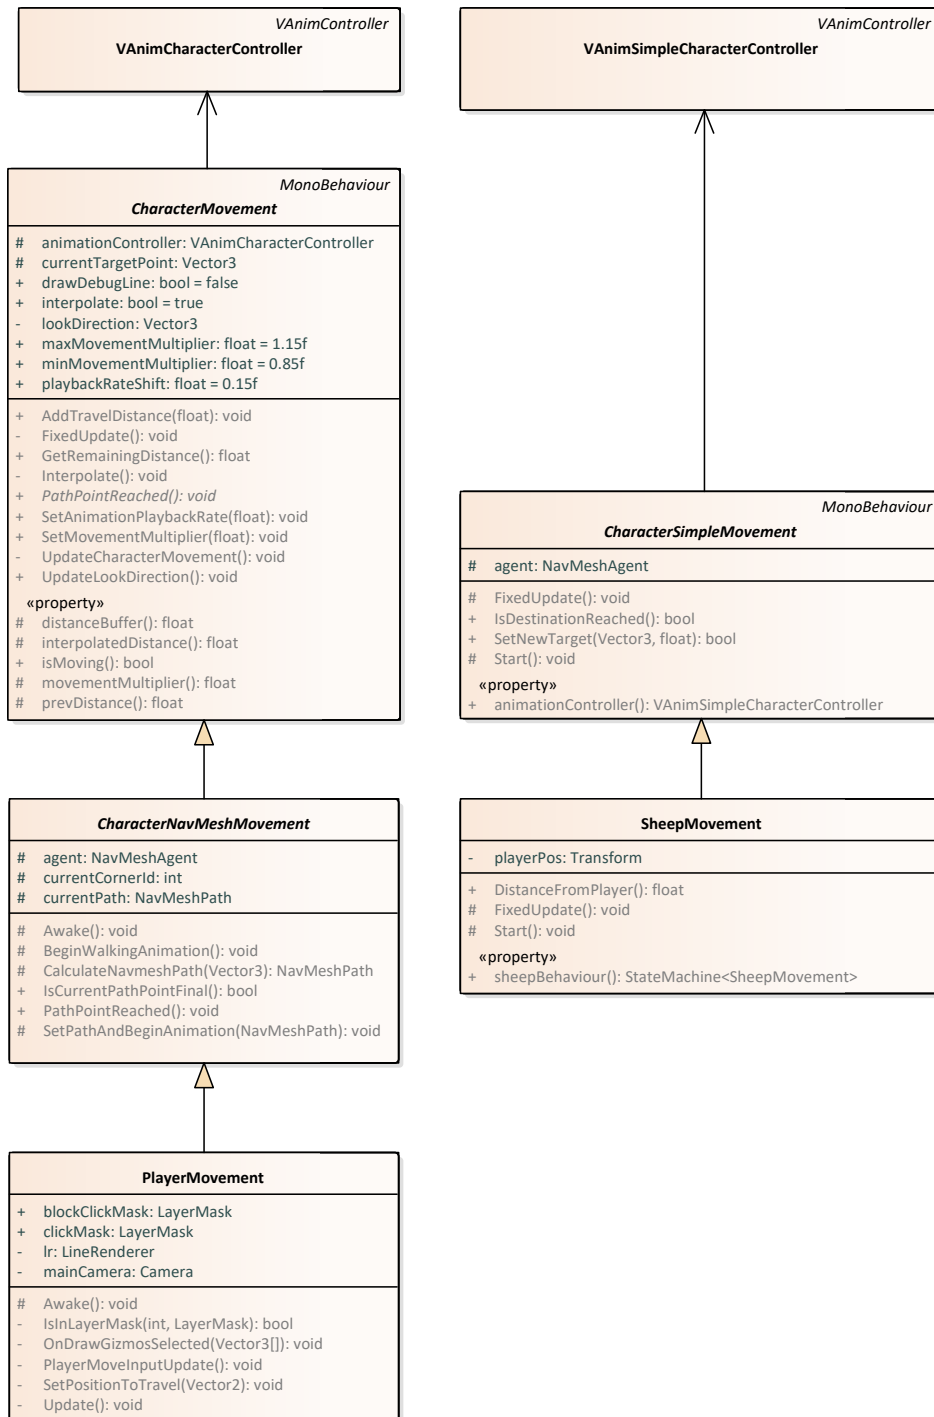 VAnimController
VAnimCharacterController
MonoBehaviour
CharacterMovement
# animationController: VAnimCharacterController
# currentTargetPoint: Vector3
+ drawDebugLine: bool = false
+ interpolate: bool = true
- lookDirection: Vector3
+ maxMovementMultiplier: float = 1.15f
+ minMovementMultiplier: float = 0.85f
+ playbackRateShift: float = 0.15f
+ AddTravelDistance(float): void
- FixedUpdate(): void
+ GetRemainingDistance(): float
- Interpolate(): void
+ PathPointReached(): void
+ SetAnimationPlaybackRate(float): void
+ SetMovementMultiplier(float): void
- UpdateCharacterMovement(): void
+ UpdateLookDirection(): void
«property»
# distanceBuffer(): float
# interpolatedDistance(): float
+ isMoving(): bool
# movementMultiplier(): float
# prevDistance(): float
CharacterNavMeshMovement
# agent: NavMeshAgent
# currentCornerId: int
# currentPath: NavMeshPath
# Awake(): void
# BeginWalkingAnimation(): void
# CalculateNavmeshPath(Vector3): NavMeshPath
+ IsCurrentPathPointFinal(): bool
+ PathPointReached(): void
# SetPathAndBeginAnimation(NavMeshPath): void
PlayerMovement
+ blockClickMask: LayerMask
+ clickMask: LayerMask
- lr: LineRenderer
- mainCamera: Camera
# Awake(): void
- IsInLayerMask(int, LayerMask): bool
- OnDrawGizmosSelected(Vector3[]): void
- PlayerMoveInputUpdate(): void
- SetPositionToTravel(Vector2): void
- Update(): void
VAnimController
VAnimSimpleCharacterController
MonoBehaviour
CharacterSimpleMovement
# agent: NavMeshAgent
# FixedUpdate(): void
+ IsDestinationReached(): bool
+ SetNewTarget(Vector3, float): bool
# Start(): void
«property»
+ animationController(): VAnimSimpleCharacterController
SheepMovement
- playerPos: Transform
+ DistanceFromPlayer(): float
# FixedUpdate(): void
# Start(): void
«property»
+ sheepBehaviour(): StateMachine<SheepMovement>